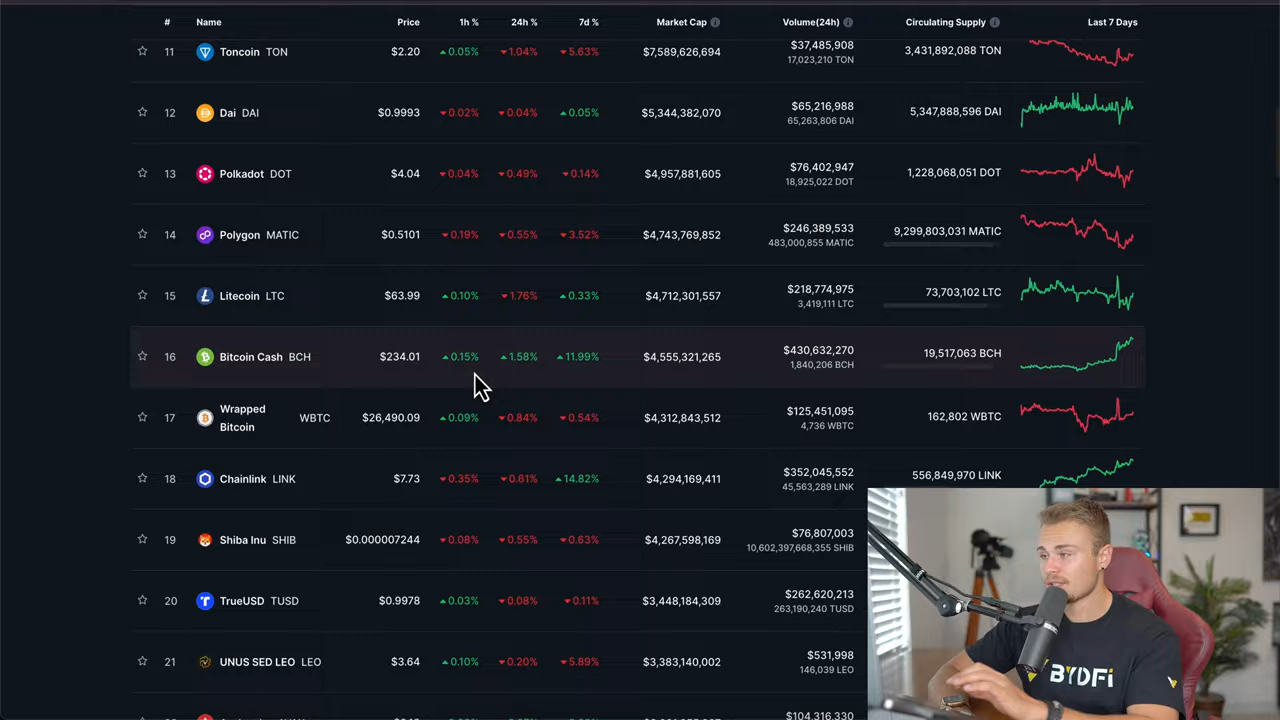 # Name Price 1h % 24h % 7d % Market Cap Volume(24h) Circulating Supply Last 7 Days
11 Toncoin TON $2.20 0.05% 1.04% 5.63% $7,589,626,694 $37,485,908 3,431,892,088 TON
17,023,210 TON
12 Dai DAI $0.9993 0.02% 0.04% 0.05% $5,344,382,070 $65,216,988 5,347,888,596 DAI
65,263,806 DAI
13 Polkadot DOT $4.04 0.04% 0.49% 0.14% $4,957,881,605 $76,402,947 1,228,068,051 DOT
18,925,022 DOT
14 Polygon MATIC $0.5101 0.19% 0.55% 3.52% $4,743,769,852 $246,389,533 9,299,803,031 MATIC
483,000,855 MATIC
15 Litecoin LTC $63.99 0.10% 1.76% 0.33% $4,712,301,557 $218,774,975 73,703,102 LTC
3,419,111 LTC
16 Bitcoin Cash BCH $234.01 0.15% 1.58% 11.99% $4,555,321,265 $430,632,270 19,517,063 BCH
1,840,206 BCH
17 Wrapped Bitcoin WBTC $26,490.09 0.09% 0.84% 0.54% $4,312,843,512 $125,451,095 162,802 WBTC
4,736 WBTC
18 Chainlink LINK $7.73 0.35% 0.61% 14.82% $4,294,169,411 $352,045,552 556,849,970 LINK
45,563,289 LINK
19 Shiba Inu SHIB $0.000007244 0.08% 0.55% 0.63% $4,267,598,169 $76,807,003
10,602,397,668,355 SHIB
20 TrueUSD TUSD $0.9978 0.03% 0.08% 0.11% $3,448,184,309 $262,620,213
263,190,240 TUSD
21 UNUS SED LEO LEO $3.64 0.10% 0.20% 5.89% $3,383,140,002 $531,998
146,039 LEO
$104,316,330
BYDFi